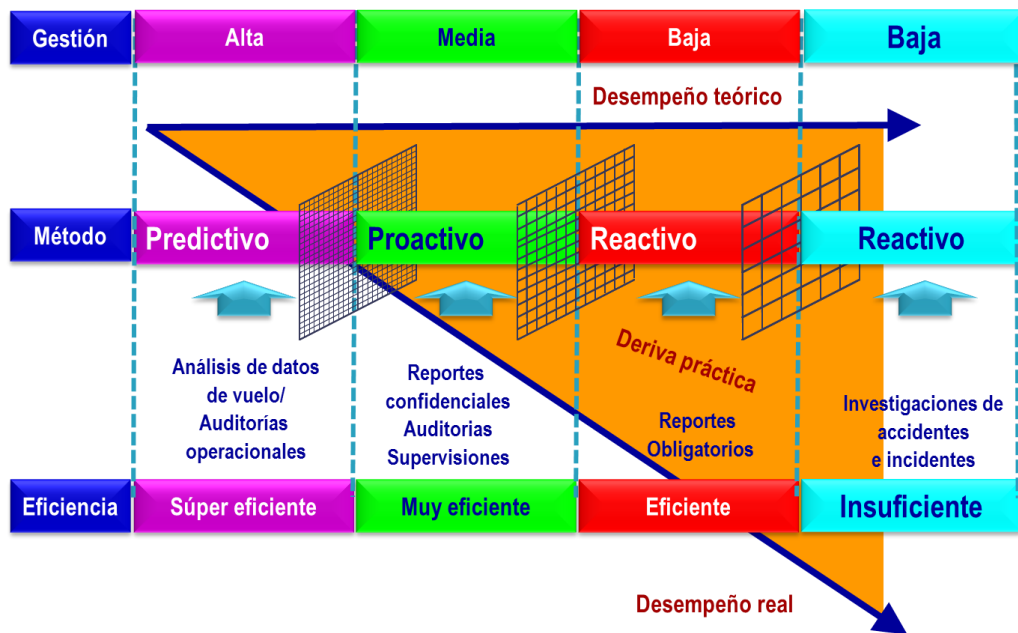 Gestión
Alta
Media
Baja
Baja
Desempeño teórico
Método
Predictivo
Proactivo
Reactivo
Reactivo
Deriva práctica
Análisis de datos
de vuelo/
Auditorías
operacionales
Reportes
confidenciales
Auditorias
Supervisiones
Reportes
Obligatorios
Investigaciones de
accidentes
e incidentes
Eficiencia
Súper eficiente
Muy eficiente
Eficiente
Insuficiente
Desempeño real